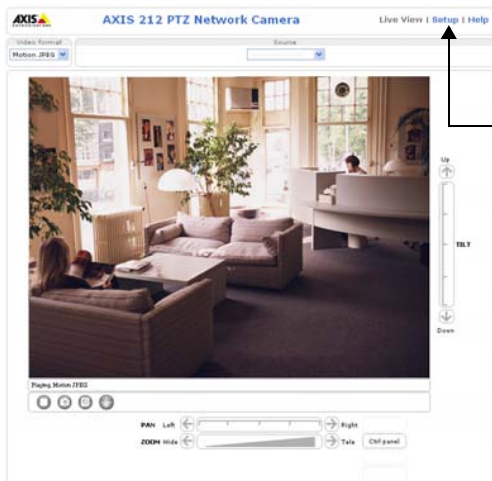 AXIS
COMMUNICATIONS
AXIS 212 PTZ Network Camera
Live View | Setup | Help
Video format
Source
Motion JPEG
Up
TILT
Down
Playing Motion JPEG
PAN Left Right
ZOOM Wide Tele
Ctrl panel